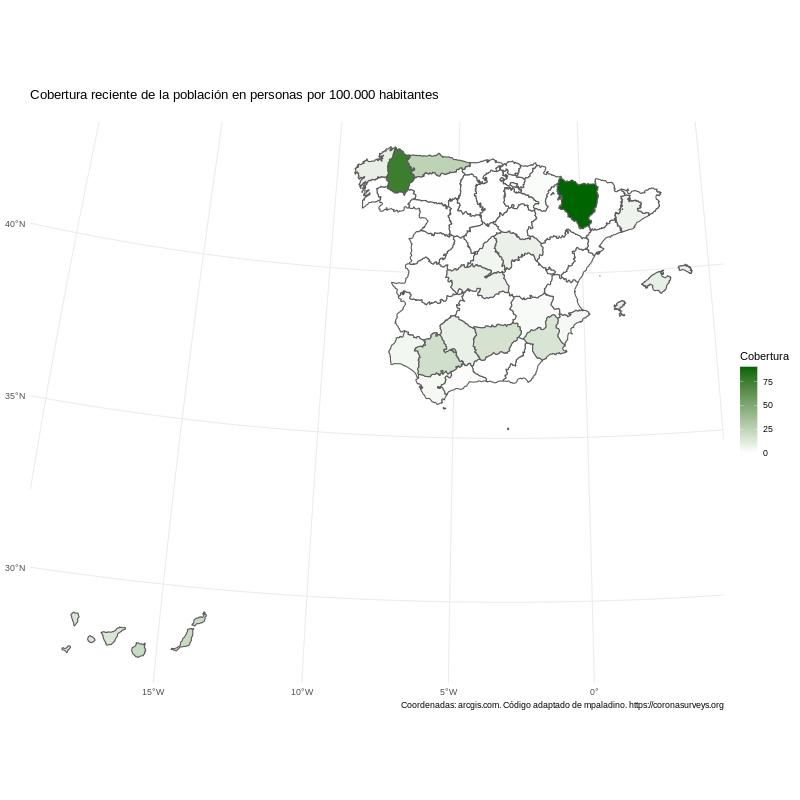 Cobertura reciente de la población en personas por 100.000 habitantes
40°N
35°N
30°N
15°W
10°W
5°W
0°
Cobertura
75
50
25
0
Coordenadas: arcgis.com. Código adaptado de mpaladino. https://coronasurveys.org